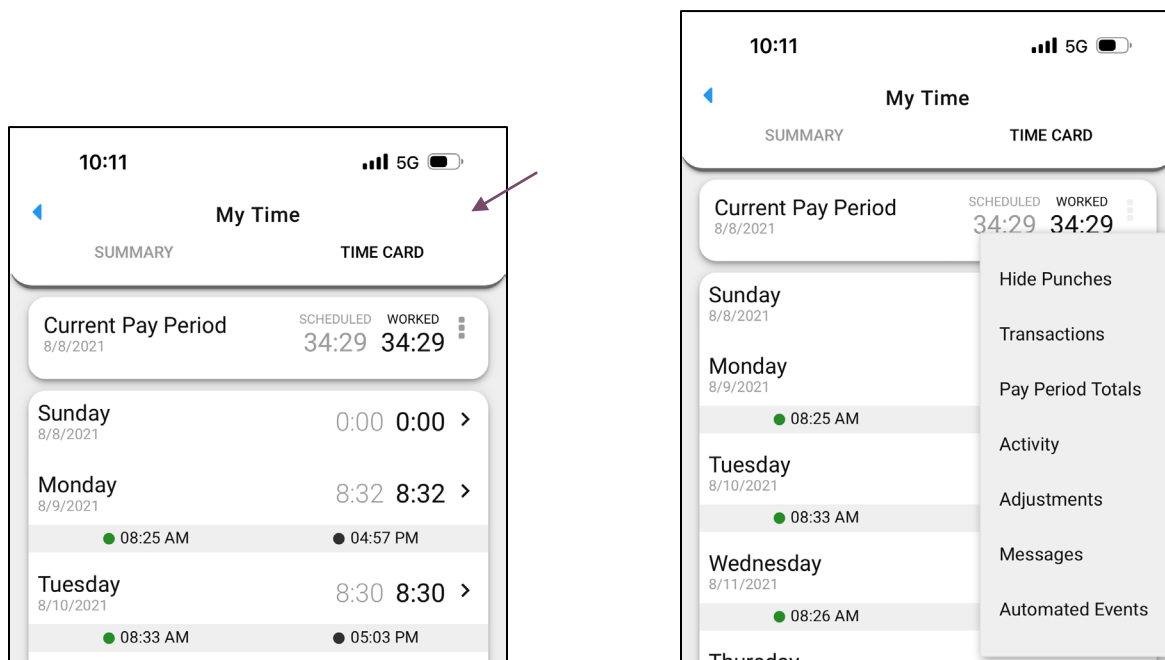 10:11 5G
My Time
SUMMARY TIME CARD
Current Pay Period SCHEDULED WORKED
8/8/2021 34:29 34:29
Sunday 0:00 0:00
8/8/2021
Monday 8:32 8:32
8/9/2021
08:25 AM 04:57 PM
Tuesday 8:30 8:30
8/10/2021
08:33 AM 05:03 PM
10:11 5G
My Time
SUMMARY TIME CARD
Current Pay Period SCHEDULED WORKED
8/8/2021 34:29 34:29
Sunday
8/8/2021
Monday
8/9/2021
08:25 AM
Tuesday
8/10/2021
08:33 AM
Wednesday
8/11/2021
08:26 AM
Thursday
Hide Punches
Transactions
Pay Period Totals
Activity
Adjustments
Messages
Automated Events